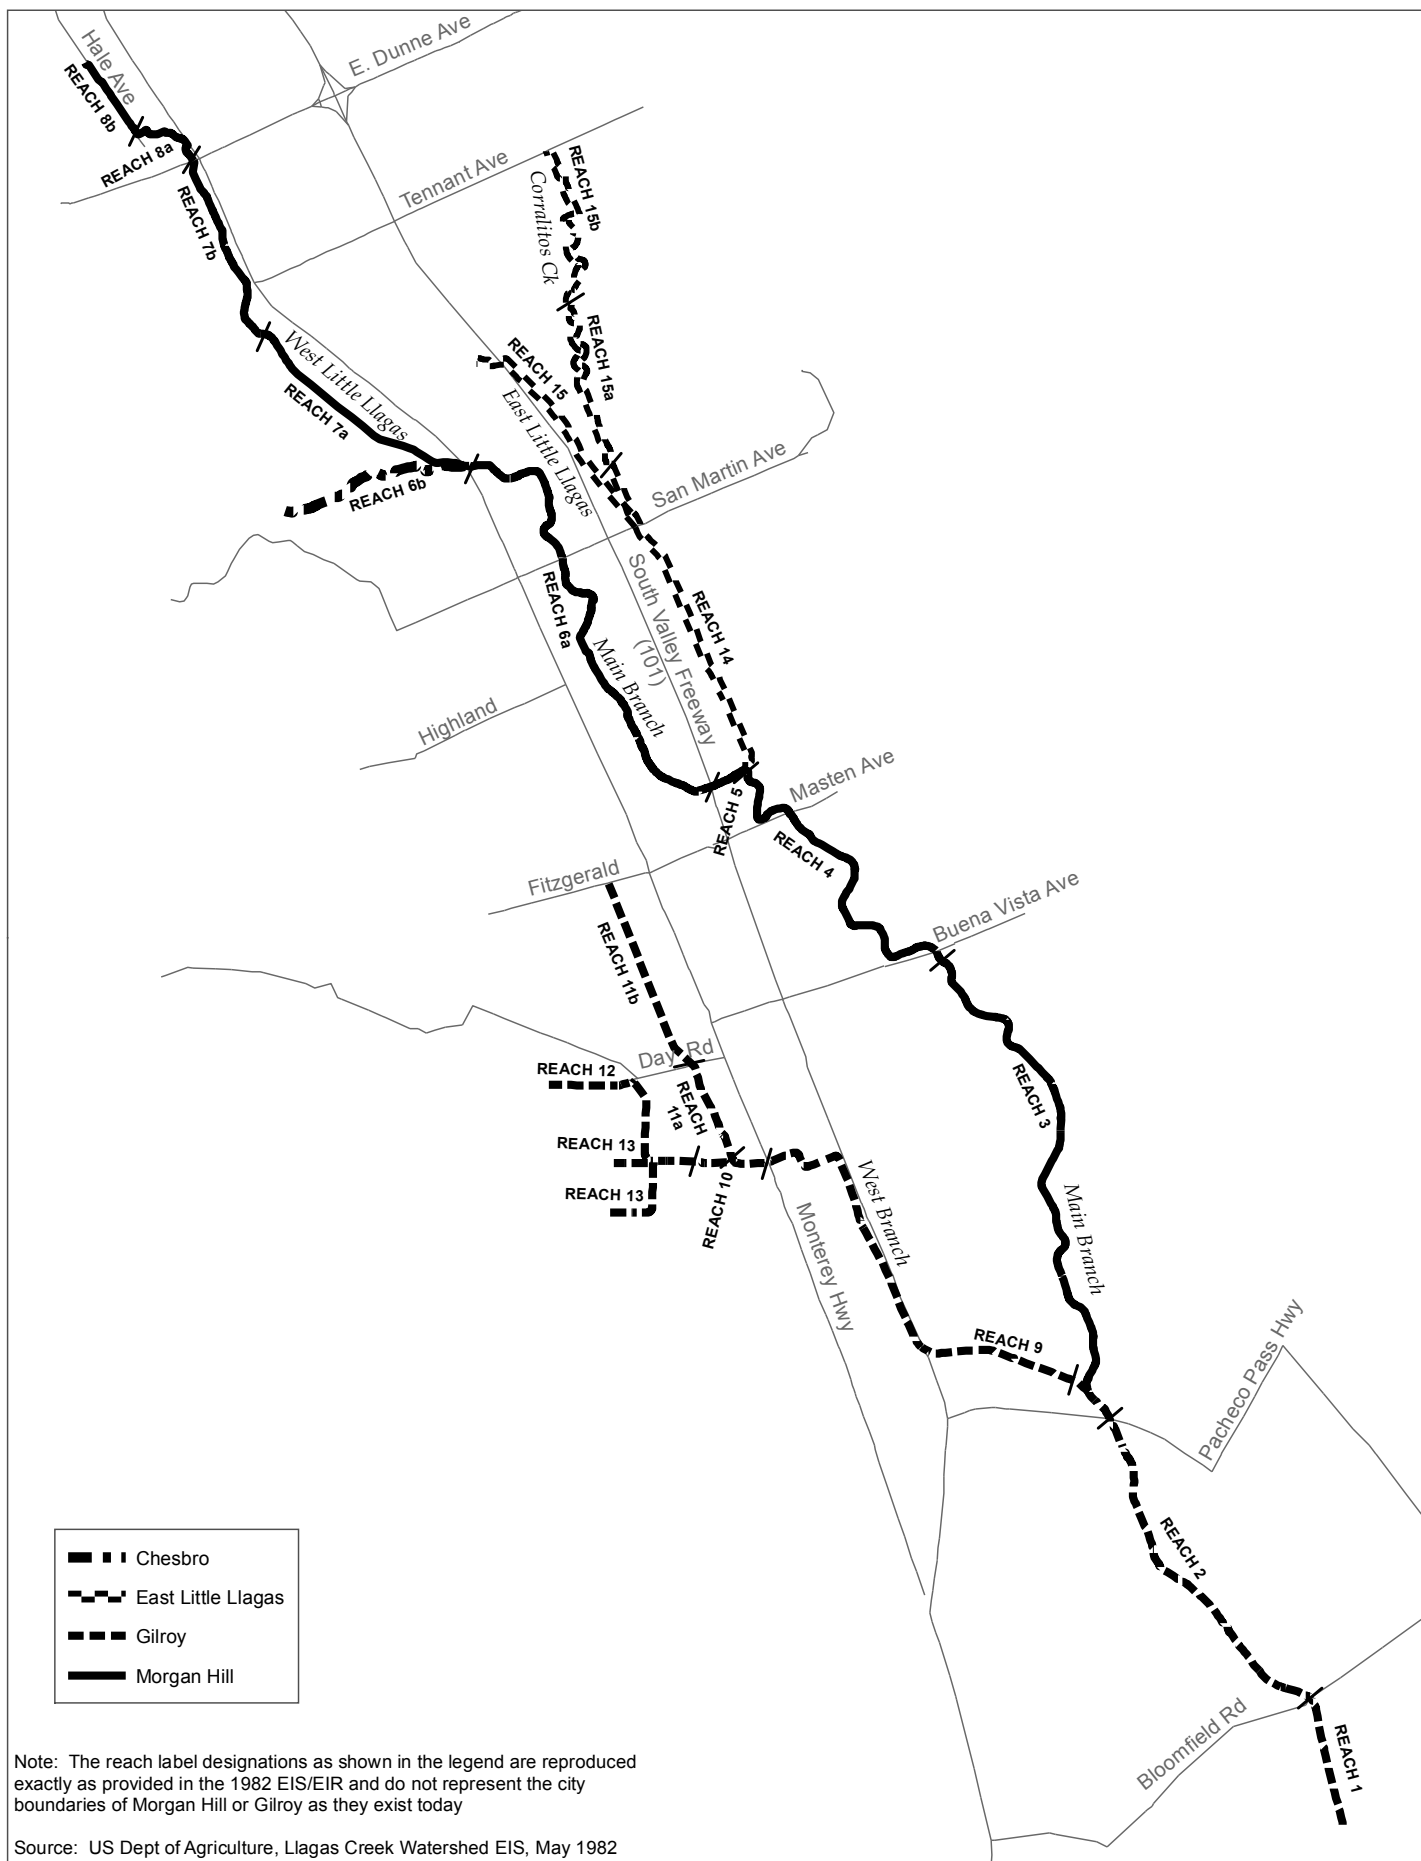 Hale Ave
E. Dunne Ave
REACH 8b
REACH 8a
Tennant Ave
REACH 15b
Corralitos Ck
REACH 7b
REACH 15a
West Little Llagas
REACH 15
REACH 7a
East Little Llagas
San Martin Ave
REACH 6b
South Valley Freeway
(101)
REACH 6a
REACH 14
Main Branch
Highland
Masten Ave
REACH 5
REACH 4
Fitzgerald
Buena Vista Ave
REACH 11b
Day Rd
REACH 12
REACH
11a
REACH 3
REACH 13
REACH 13
REACH 10
West Branch
Main Branch
Monterey Hwy
REACH 9
Pacheco Pass Hwy
REACH 2
Bloomfield Rd
REACH 1
Chesbro
East Little Llagas
Gilroy
Morgan Hill
Note: The reach label designations as shown in the legend are reproduced
exactly as provided in the 1982 EIS/EIR and do not represent the city
boundaries of Morgan Hill or Gilroy as they exist today
Source: US Dept of Agriculture, Llagas Creek Watershed EIS, May 1982